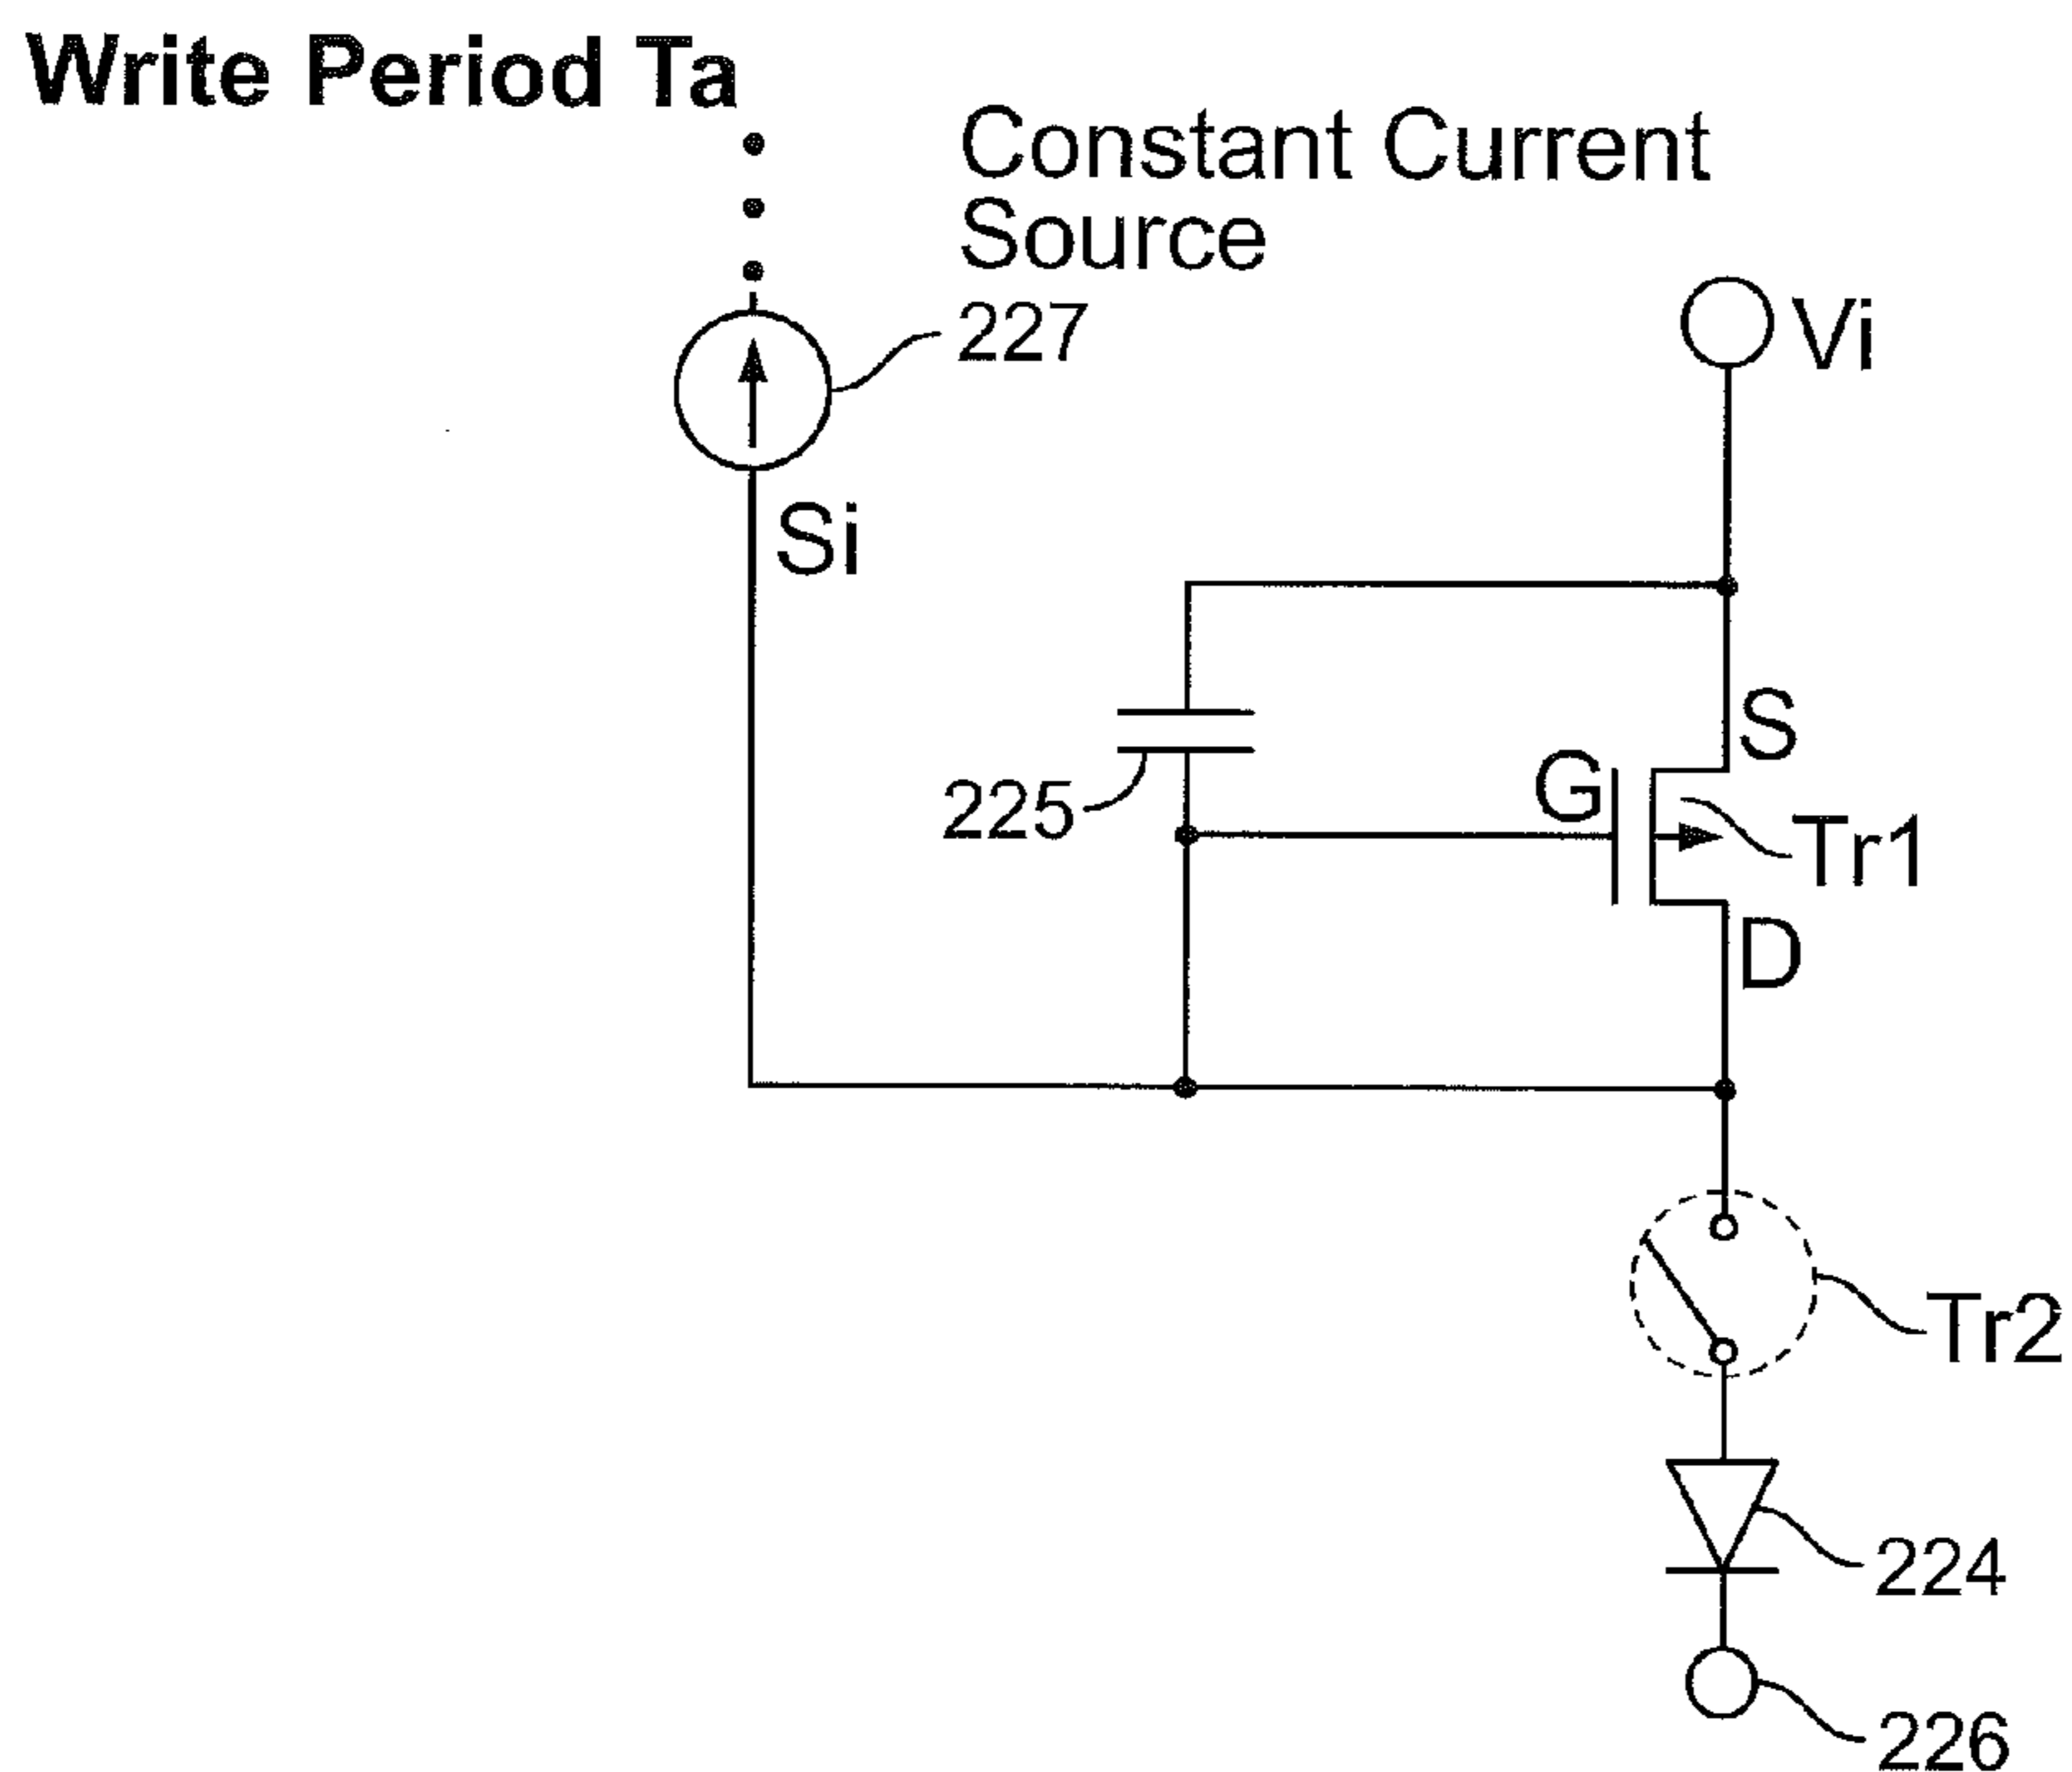 Write Period Ta
Constant Current
Source
227
Vi
Si
S
G
225
Tr1
D
Tr2
224
226